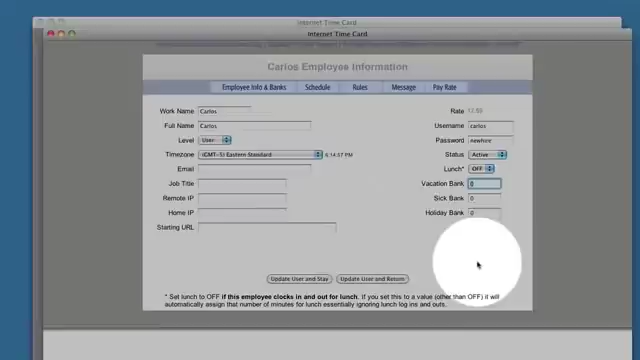 Internet Time Card
Internet Time Card
Carlos Employee Information
Employee Info & Banks Schedule Rules Message Pay Rate
Work Name Carlos Rate 12.50
Full Name Carlos Username carlos
Level User Password newhire
Timezone (GMT-5) Eastern Standard 6:14:57 PM Status Active
Email Lunch* OFF
Job Title Vacation Bank 0
Remote IP Sick Bank 0
Home IP Holiday Bank 0
Starting URL
Update User and Stay Update User and Return
* Set lunch to OFF if this employee clocks in and out for lunch. If you set this to a value (other than OFF) it will
automatically assign that number of minutes for lunch essentially ignoring lunch log ins and outs.